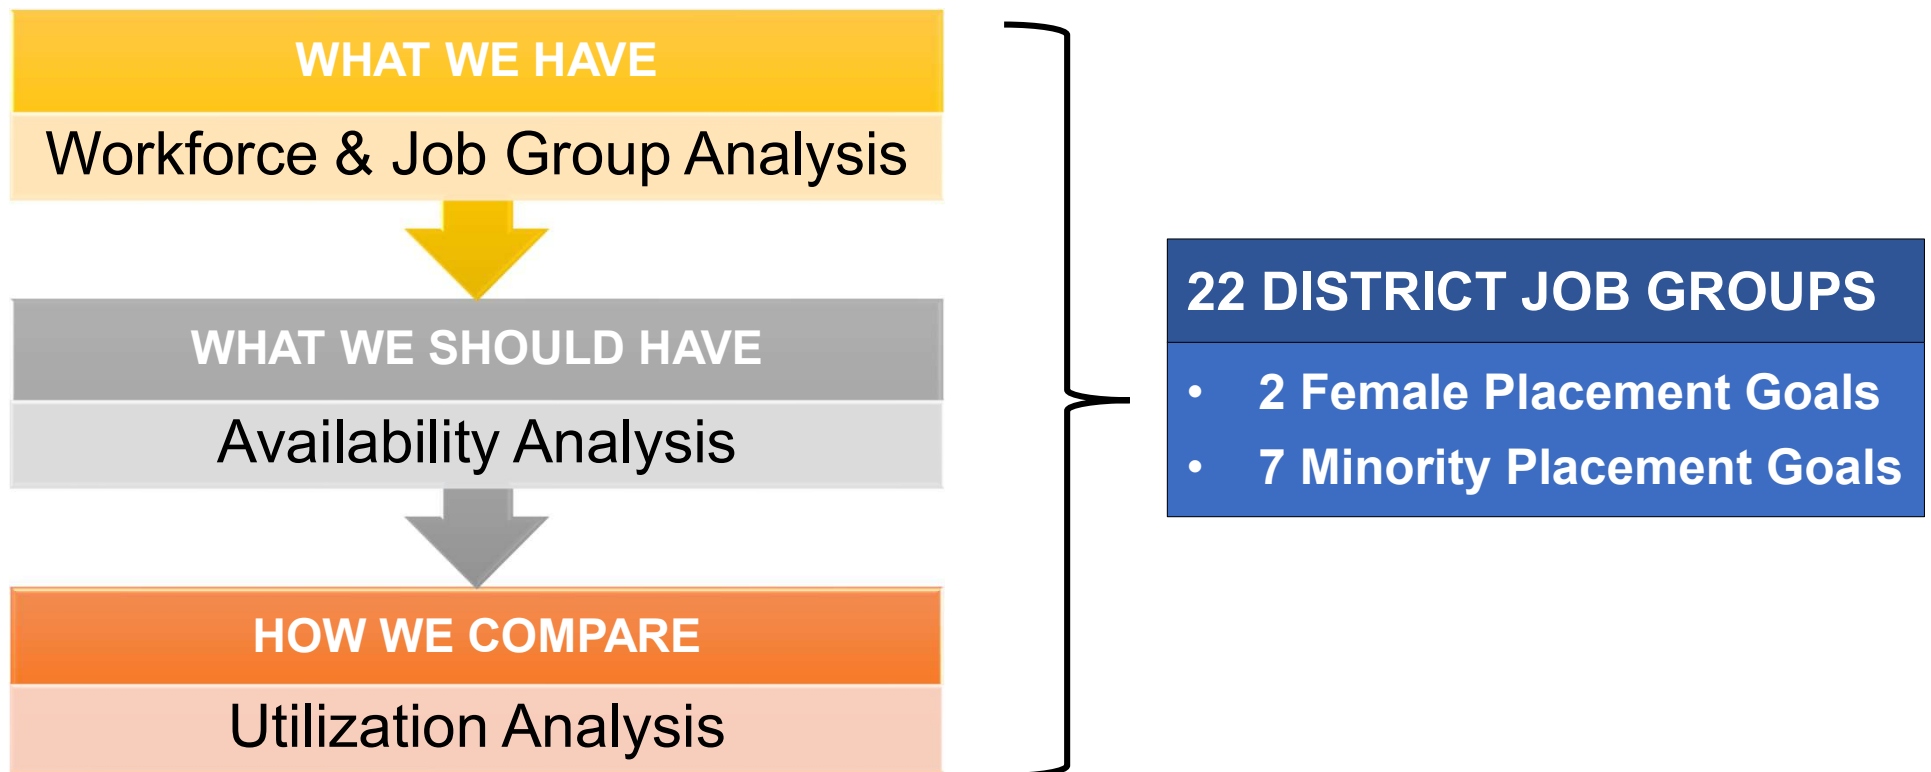 WHAT WE HAVE
Workforce & Job Group Analysis
WHAT WE SHOULD HAVE
Availability Analysis
HOW WE COMPARE
Utilization Analysis
22 DISTRICT JOB GROUPS
• 2 Female Placement Goals
• 7 Minority Placement Goals